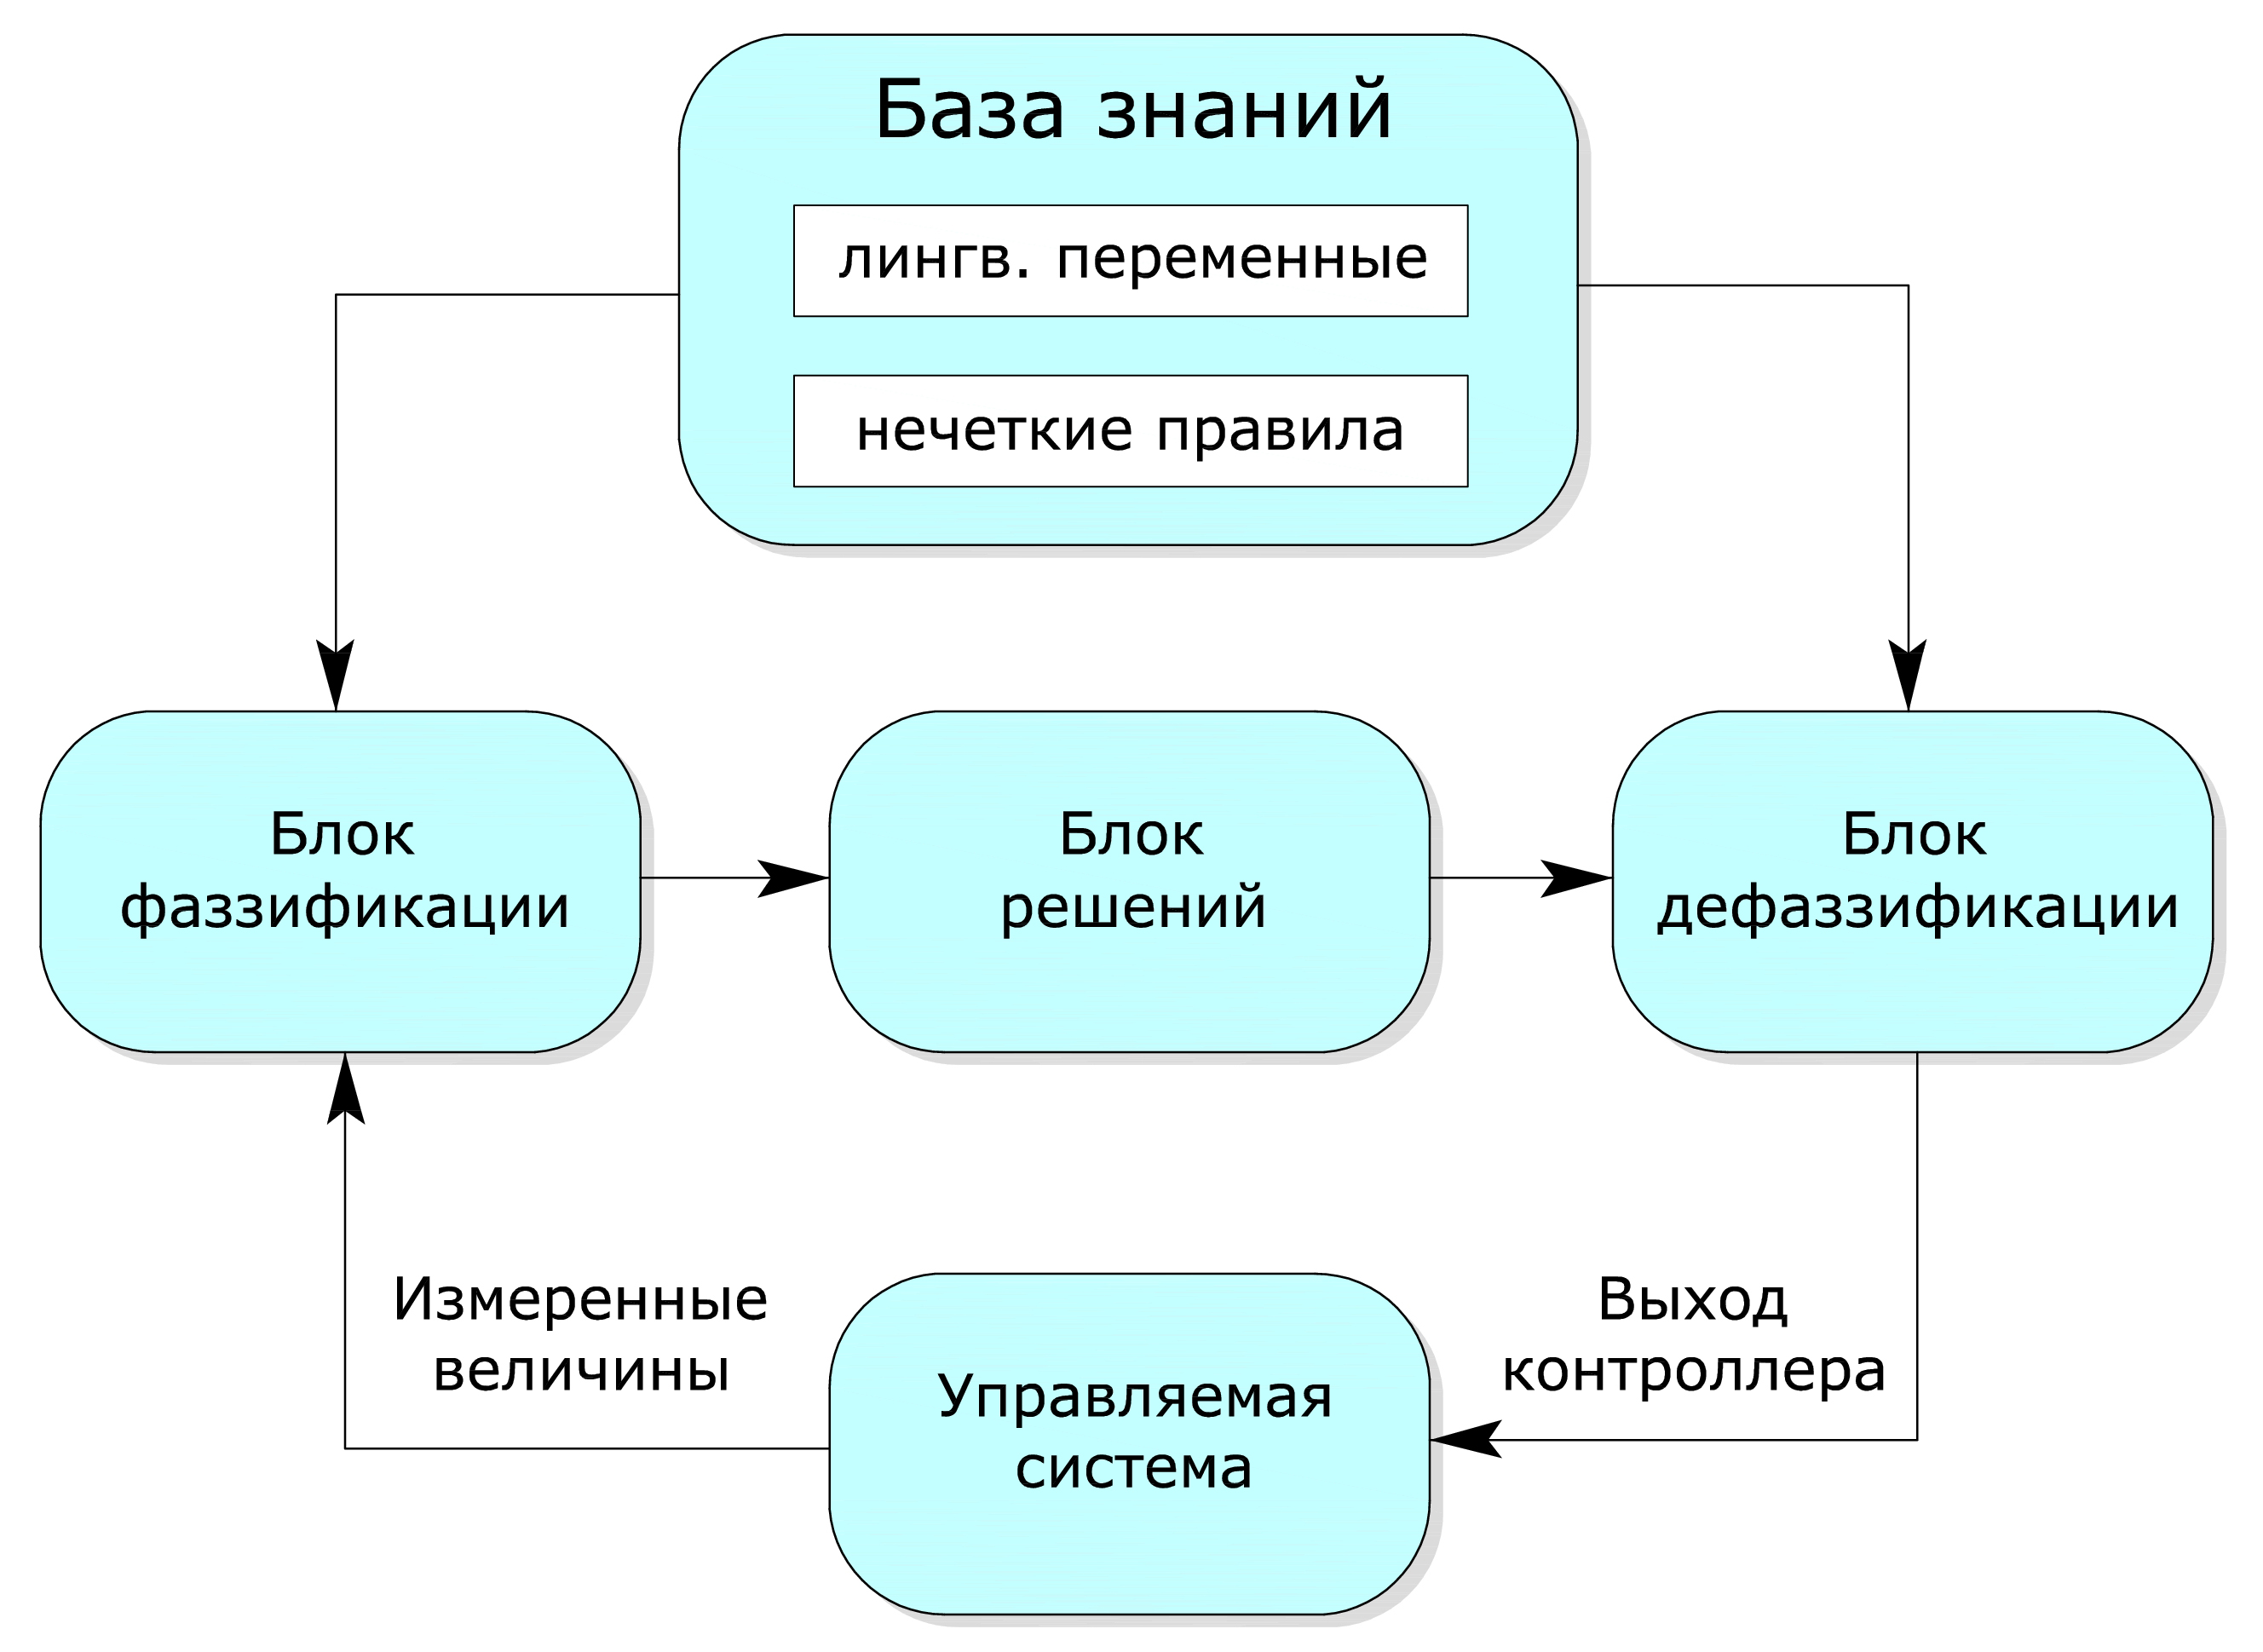 База знаний
лингв. переменные
нечеткие правила
Блок
фаззификации
Блок
решений
Блок
дефаззификации
Измеренные
величины
Управляемая
система
Выход
контроллера